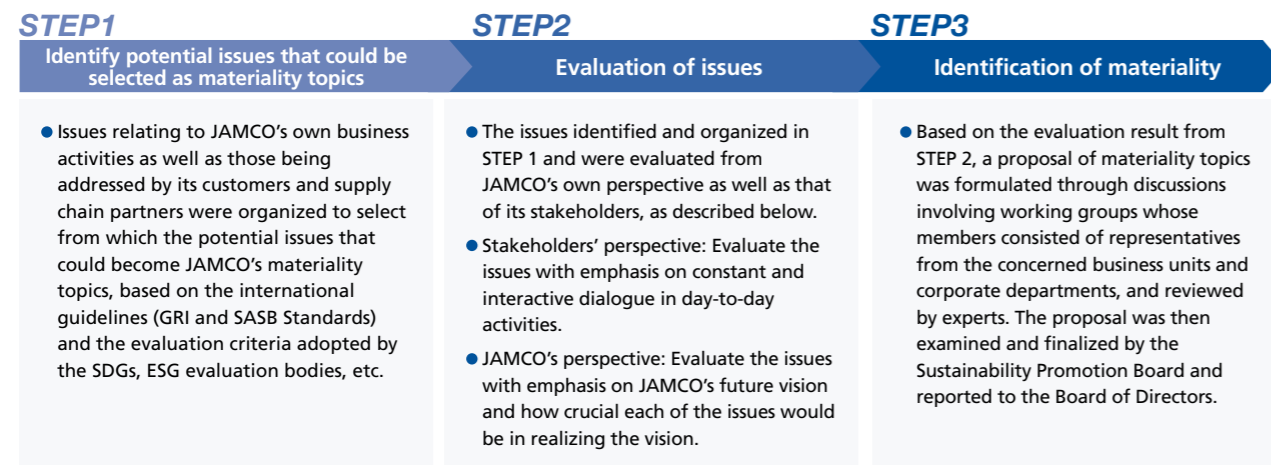 STEP1
Identify potential issues that could be
selected as materiality topics
● Issues relating to JAMCO’s own business
activities as well as those being
addressed by its customers and supply
chain partners were organized to select
from which the potential issues that
could become JAMCO’s materiality
topics, based on the international
guidelines (GRI and SASB Standards)
and the evaluation criteria adopted by
the SDGs, ESG evaluation bodies, etc.
STEP2
Evaluation of issues
● The issues identified and organized in
STEP 1 and were evaluated from
JAMCO’s own perspective as well as that
of its stakeholders, as described below.
● Stakeholders’ perspective: Evaluate the
issues with emphasis on constant and
interactive dialogue in day-to-day
activities.
● JAMCO’s perspective: Evaluate the issues
with emphasis on JAMCO’s future vision
and how crucial each of the issues would
be in realizing the vision.
STEP3
Identification of materiality
● Based on the evaluation result from
STEP 2, a proposal of materiality topics
was formulated through discussions
involving working groups whose
members consisted of representatives
from the concerned business units and
corporate departments, and reviewed
by experts. The proposal was then
examined and finalized by the
Sustainability Promotion Board and
reported to the Board of Directors.